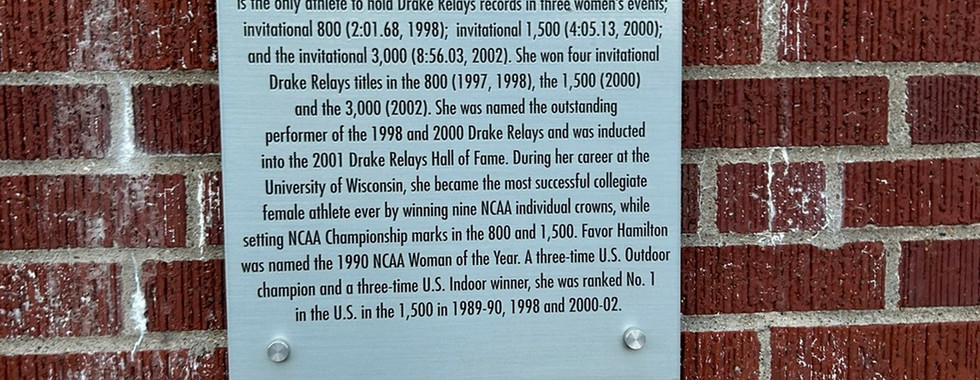 is the only athlete to hold Drake Relays records in three women's events;
invitational 800 (2:01.68, 1998); invitational 1,500 (4:05.13, 2000);
and the invitational 3,000 (8:56.03, 2002). She won four invitational
Drake Relays titles in the 800 (1997, 1998), the 1,500 (2000)
and the 3,000 (2002). She was named the outstanding
performer of the 1998 and 2000 Drake Relays and was inducted
into the 2001 Drake Relays Hall of Fame. During her career at the
University of Wisconsin, she became the most successful collegiate
female athlete ever by winning nine NCAA individual crowns, while
setting NCAA Championship marks in the 800 and 1,500. Favor Hamilton
was named the 1990 NCAA Woman of the Year. A three-time U.S. Outdoor
champion and a three-time U.S. Indoor winner, she was ranked No. 1
in the U.S. in the 1,500 in 1989-90, 1998 and 2000-02.